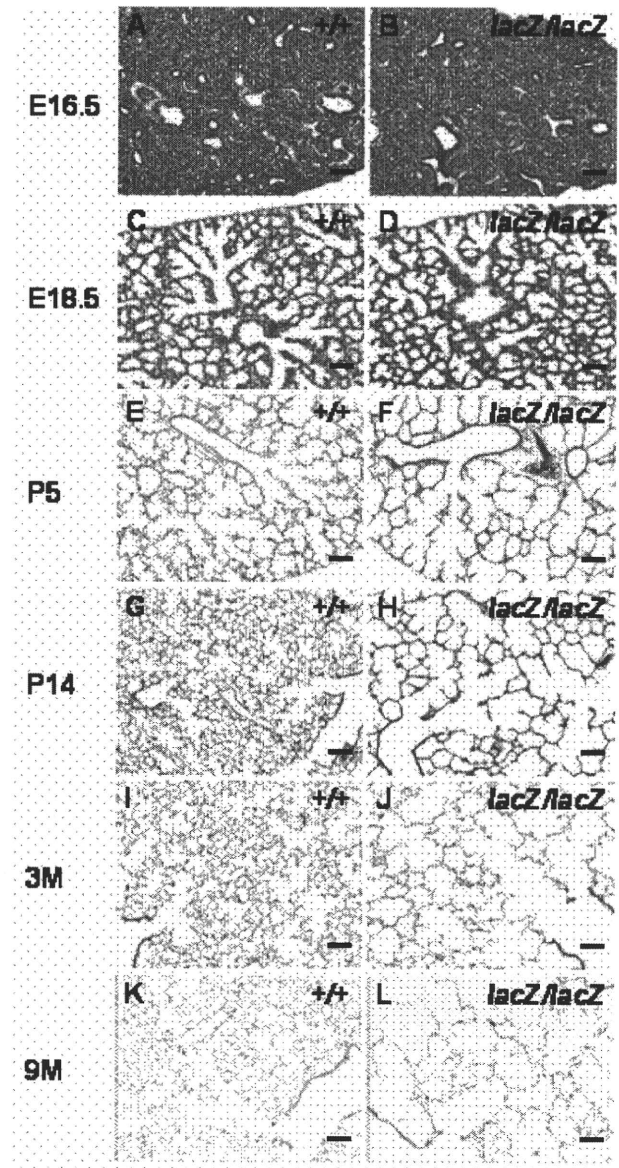 A +/+ B lacZ/lacZ
E16.5
C +/+ D lacZ/lacZ
E18.5
E +/+ F lacZ/lacZ
P5
G +/+ H lacZ/lacZ
P14
I +/+ J lacZ/lacZ
3M
K +/+ L lacZ/lacZ
9M